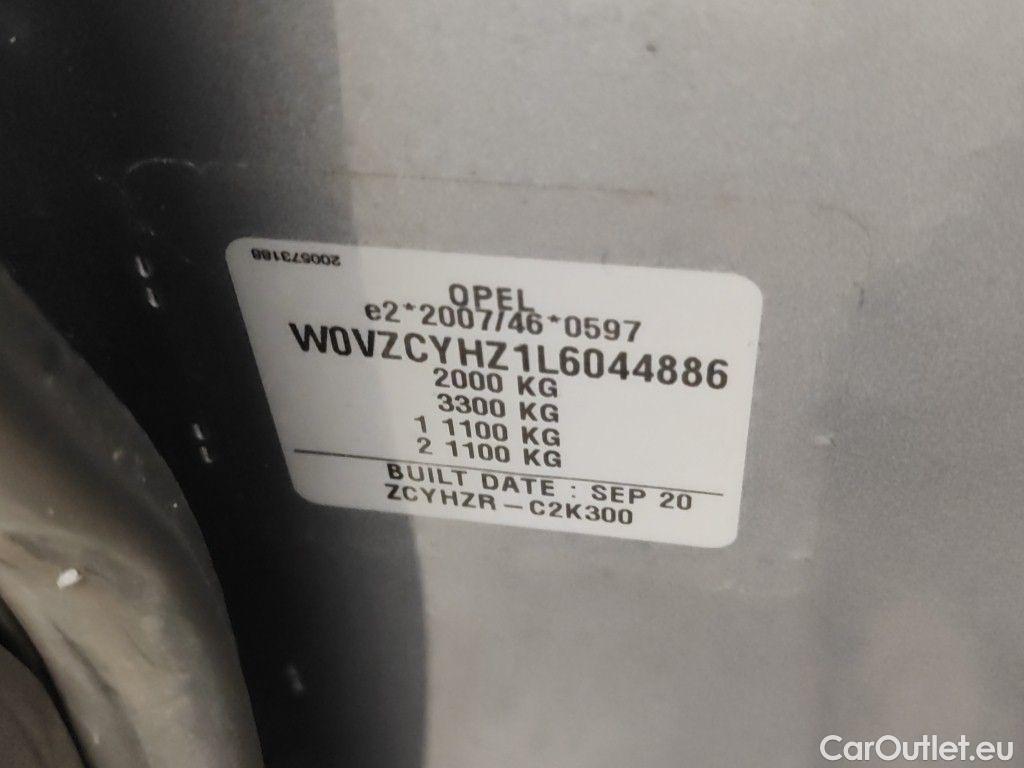 200573188
OPEL
e2*2007/46*0597
W0VZCYHZ1L6044886
2000 KG
3300 KG
1 1100 KG
2 1100 KG
BUILT DATE : SEP 20
ZCYHZR – C2K300
CarOutlet.eu